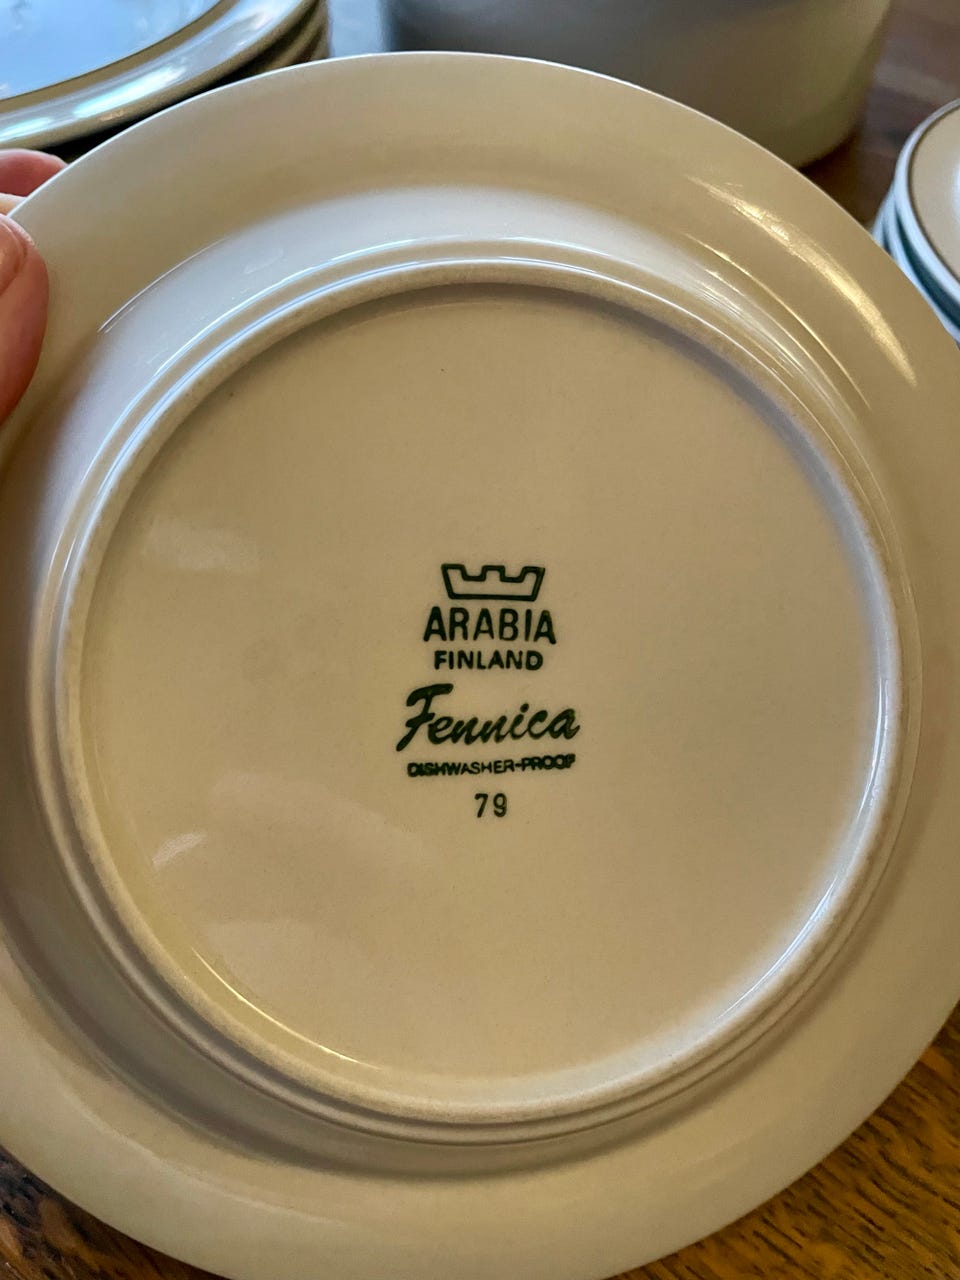 ARABIA
FINLAND
Fennica
DISHWASHER-PROOF
79